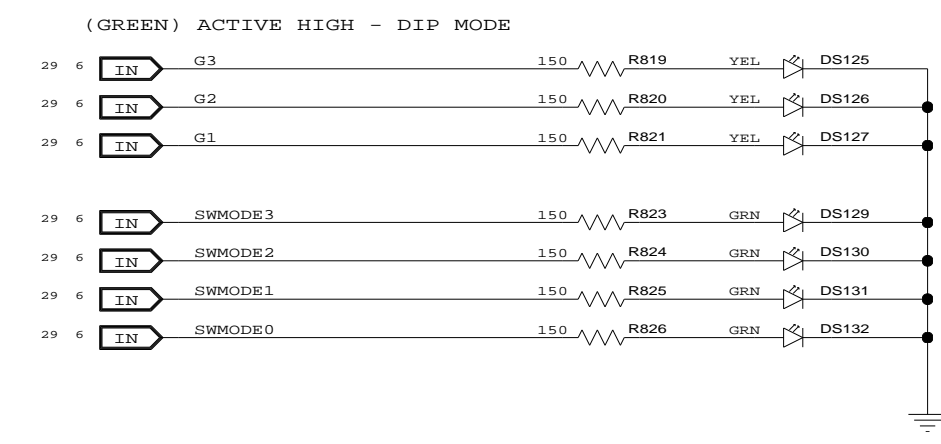 (GREEN) ACTIVE HIGH - DIP MODE
29 6 IN G3 150 R819 YEL DS125
29 6 IN G2 150 R820 YEL DS126
29 6 IN G1 150 R821 YEL DS127
29 6 IN SWMODE3 150 R823 GRN DS129
29 6 IN SWMODE2 150 R824 GRN DS130
29 6 IN SWMODE1 150 R825 GRN DS131
29 6 IN SWMODE0 150 R826 GRN DS132